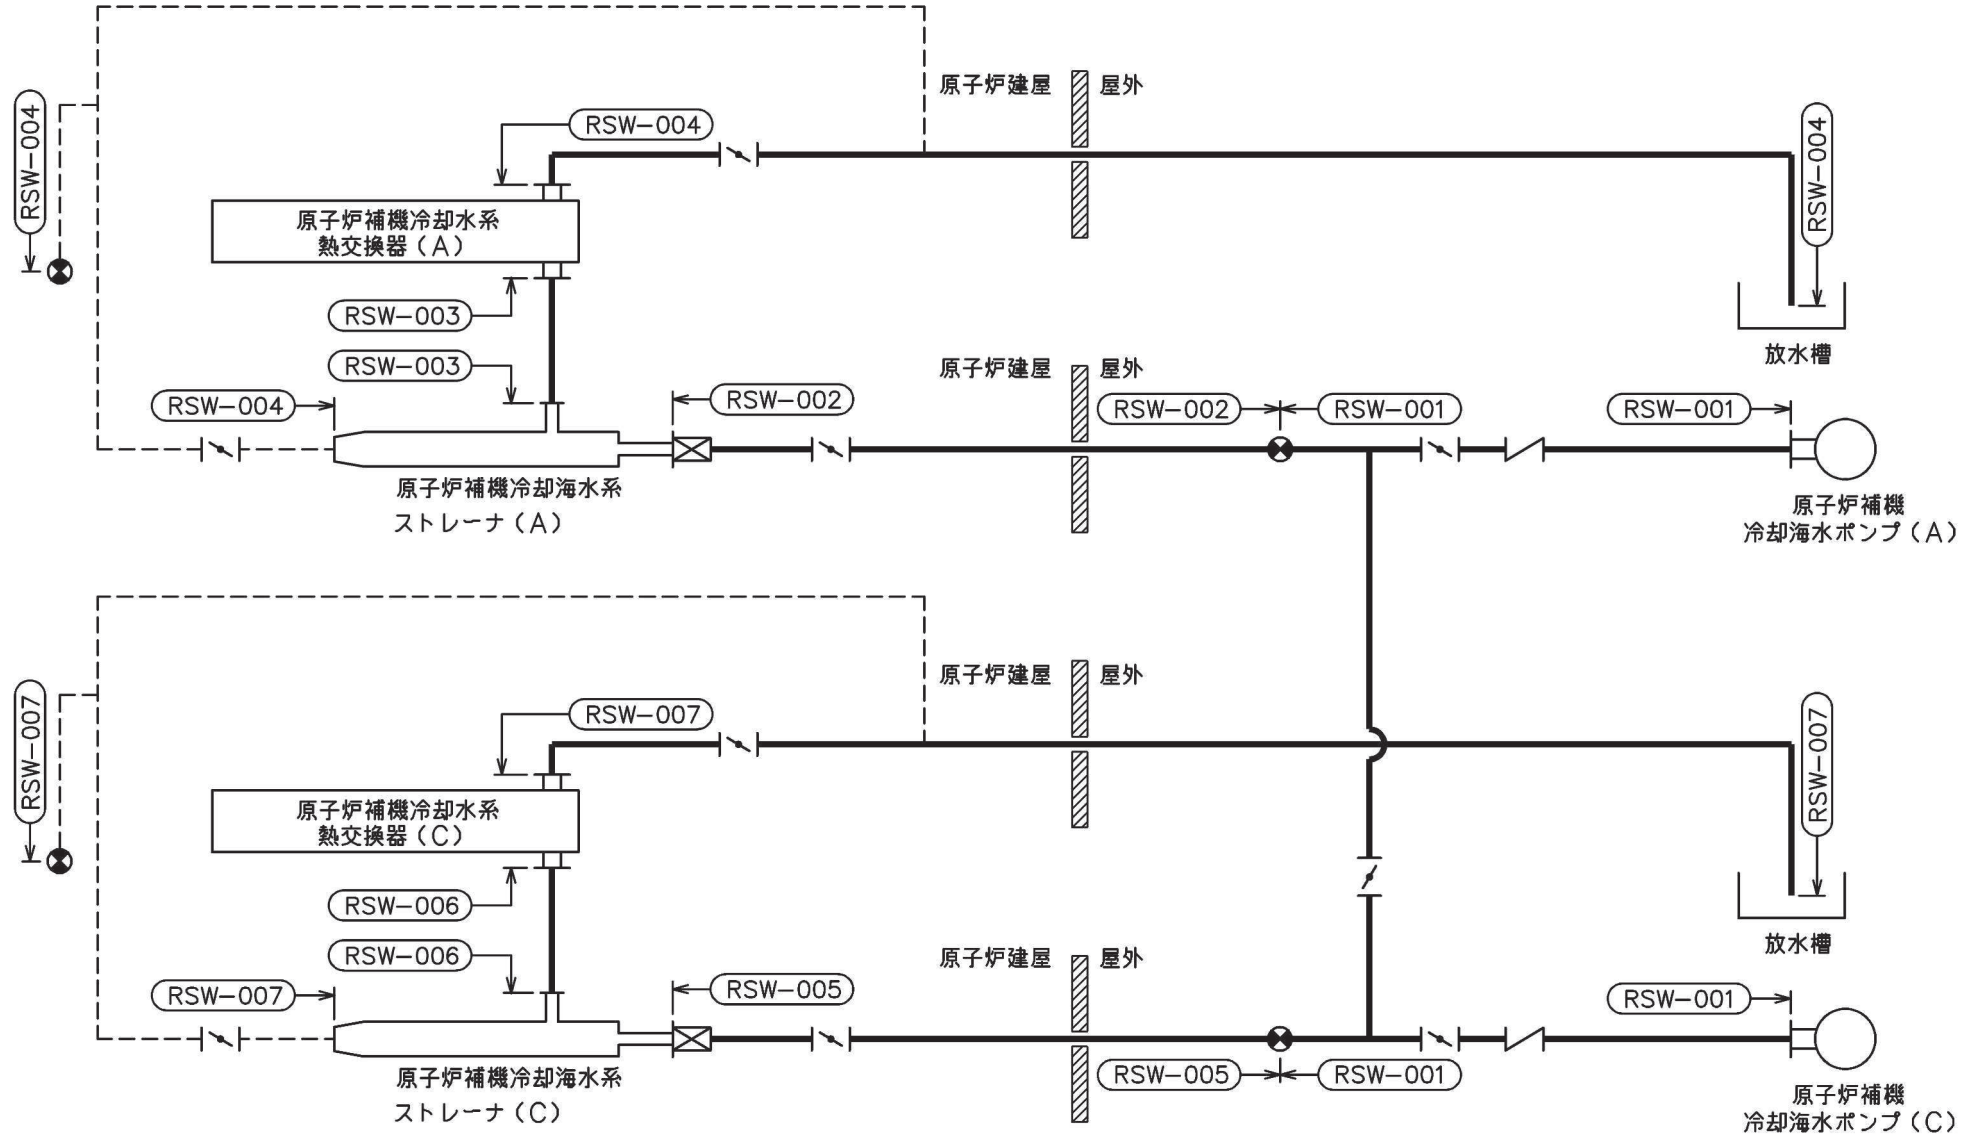 原子炉建屋
屋外
RSW-004
RSW-004
RSW-004
原子炉補機冷却水系
熱交換器(A)
RSW-003
RSW-003
放水槽
原子炉建屋
屋外
RSW-004
RSW-002
RSW-002
RSW-001
RSW-001
原子炉補機冷却海水系
ストレーナ(A)
原子炉補機
冷却海水ポンプ(A)
原子炉建屋
屋外
RSW-007
RSW-007
RSW-007
原子炉補機冷却水系
熱交換器(C)
RSW-006
RSW-006
放水槽
原子炉建屋
屋外
RSW-007
RSW-005
RSW-001
RSW-005
RSW-001
原子炉補機冷却海水系
ストレーナ(C)
原子炉補機
冷却海水ポンプ(C)